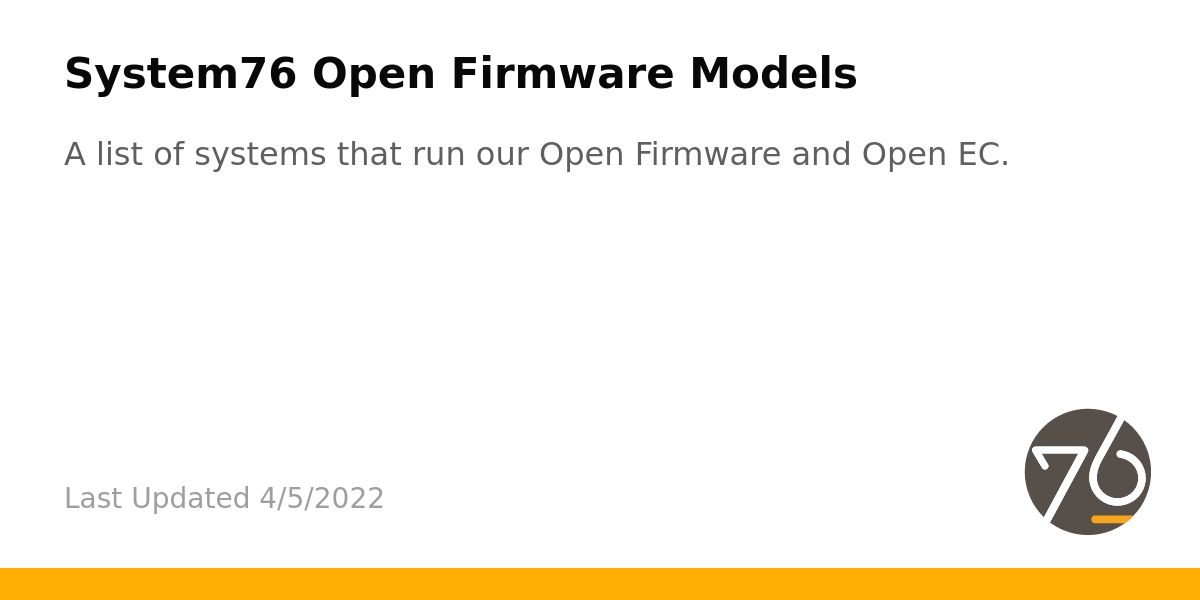 System76 Open Firmware Models
A list of systems that run our Open Firmware and Open EC.
Last Updated 4/5/2022
76